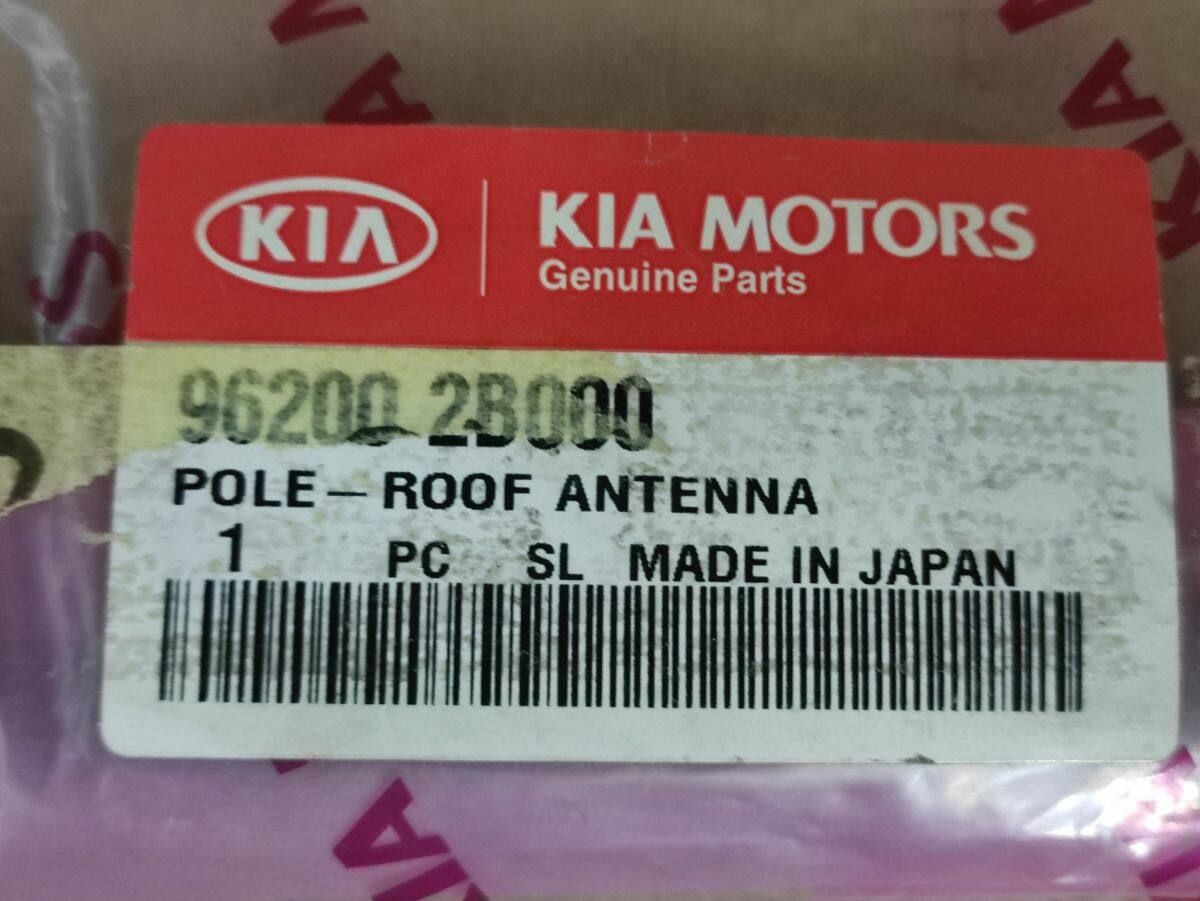 KIA
KIA MOTORS
Genuine Parts
96200 2B000
POLE-ROOF ANTENNA
1 PC SL MADE IN JAPAN